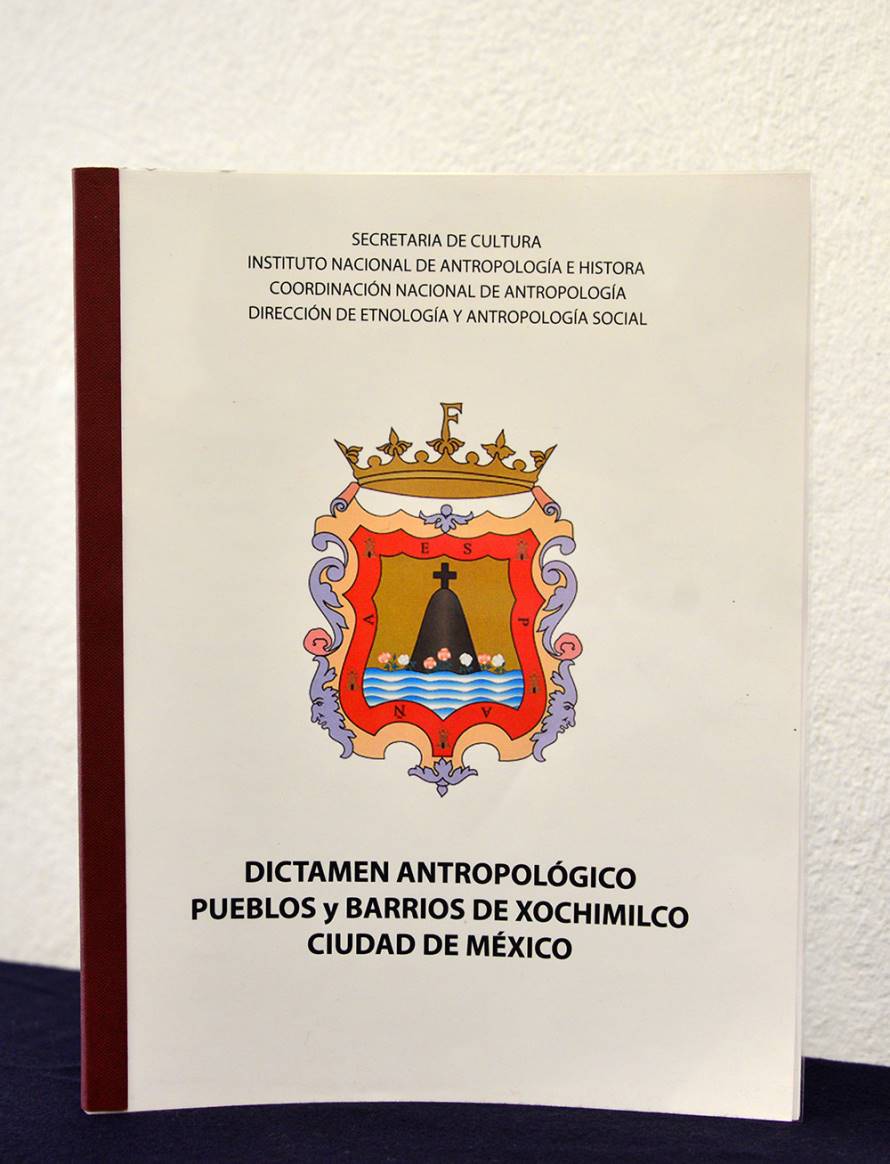 SECRETARIA DE CULTURA
INSTITUTO NACIONAL DE ANTROPOLOGÍA E HISTORA
COORDINACIÓN NACIONAL DE ANTROPOLOGÍA
DIRECCIÓN DE ETNOLOGÍA Y ANTROPOLOGÍA SOCIAL
F
E S P A Ñ A
C C
DICTAMEN ANTROPOLÓGICO
PUEBLOS y BARRIOS DE XOCHIMILCO
CIUDAD DE MÉXICO